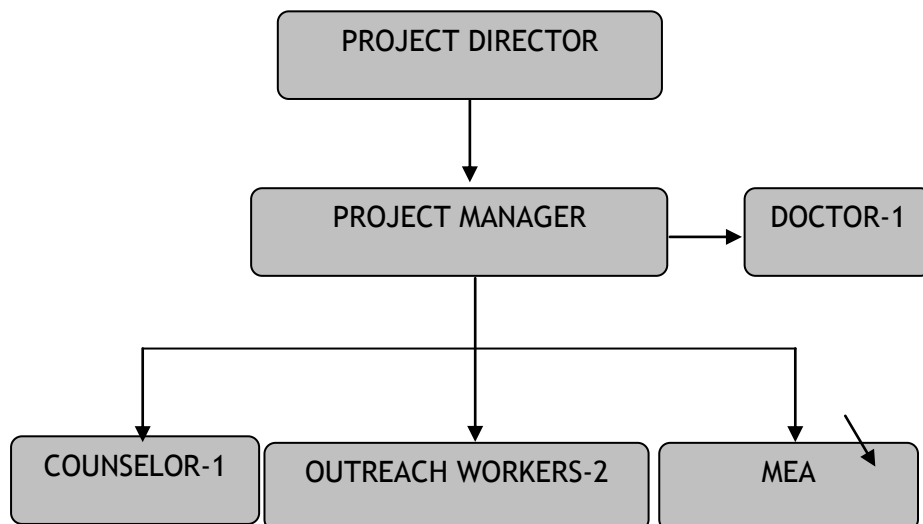 PROJECT DIRECTOR
PROJECT MANAGER
DOCTOR-1
COUNSELOR-1
OUTREACH WORKERS-2
MEA